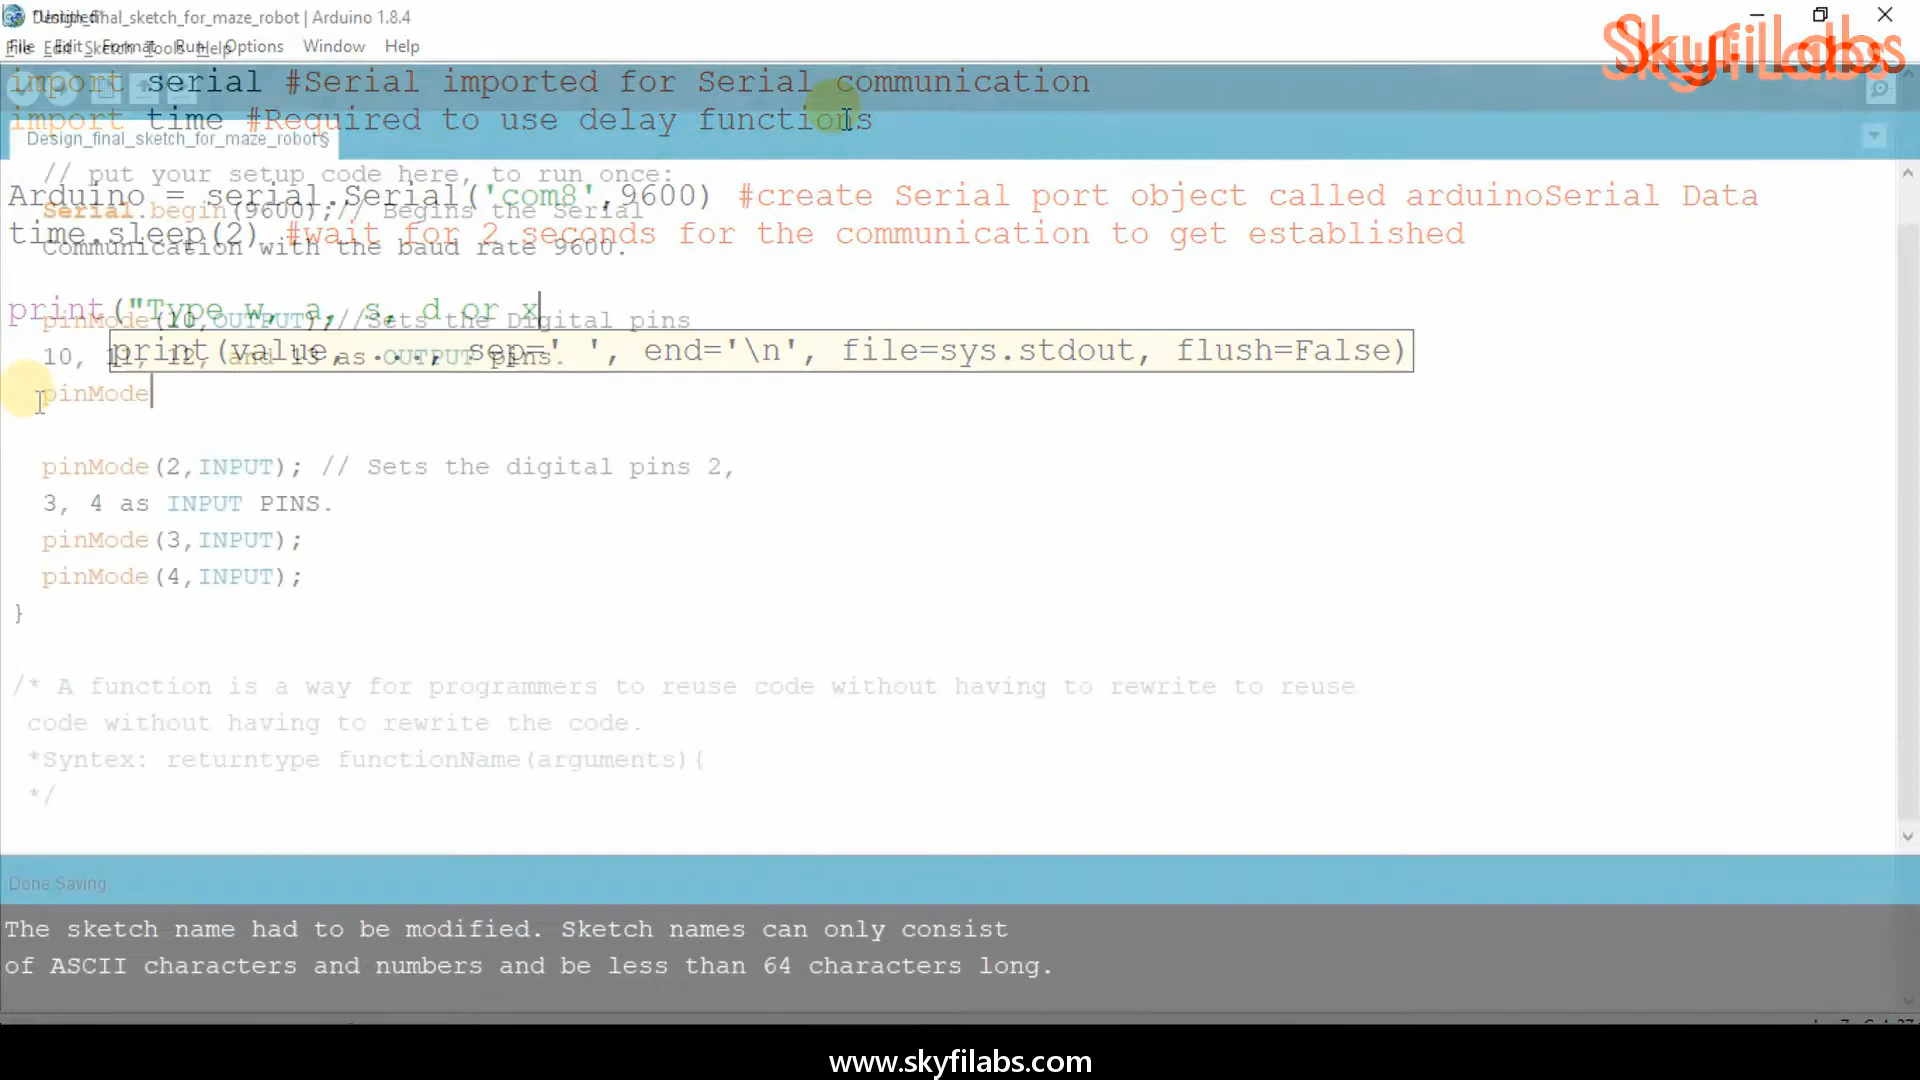 *Untitled*
Design_final_sketch_for_maze_robot | Arduino 1.8.4
File Edit Format Run Options Window Help
File Edit Sketch Tools Help
SkyfiLabs
import serial #Serial imported for Serial communication
import time #Required to use delay functions
Design_final_sketch_for_maze_robot§
// put your setup code here, to run once:
Arduino = serial.Serial('com8',9600) #create Serial port object called arduinoSerial Data
Serial.begin(9600);// Begins the Serial
time.sleep(2) #wait for 2 seconds for the communication to get established
Communication with the baud rate 9600.
print("Type w, a, s, d or x
pinMode(10,OUTPUT);//Sets the Digital pins
print(value, ..., sep=' ', end='\n', file=sys.stdout, flush=False)
10, 11, 12, and 13 as OUTPUT pins.
pinMode
pinMode(2,INPUT); // Sets the digital pins 2,
3, 4 as INPUT PINS.
pinMode(3,INPUT);
pinMode(4,INPUT);
}
/* A function is a way for programmers to reuse code without having to rewrite to reuse
code without having to rewrite the code.
*Syntex: returntype functionName(arguments){
*/
Done Saving.
The sketch name had to be modified. Sketch names can only consist
of ASCII characters and numbers and be less than 64 characters long.
www.skyfilabs.com